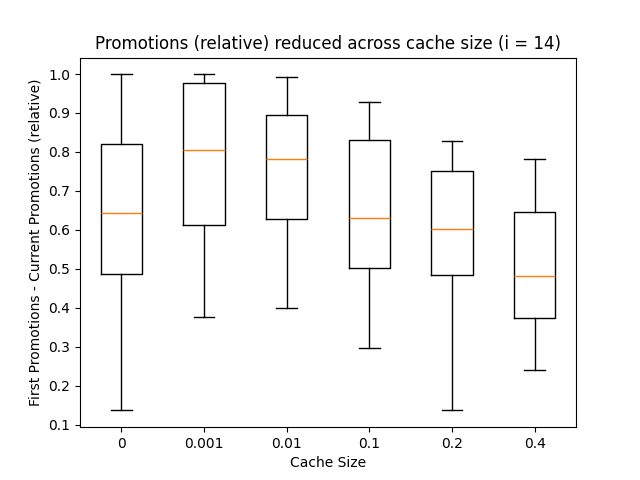 Promotions (relative) reduced across cache size (i = 14)
First Promotions - Current Promotions (relative)
1.0
0.9
0.8
0.7
0.6
0.5
0.4
0.3
0.2
0.1
0 0.001 0.01 0.1 0.2 0.4
Cache Size